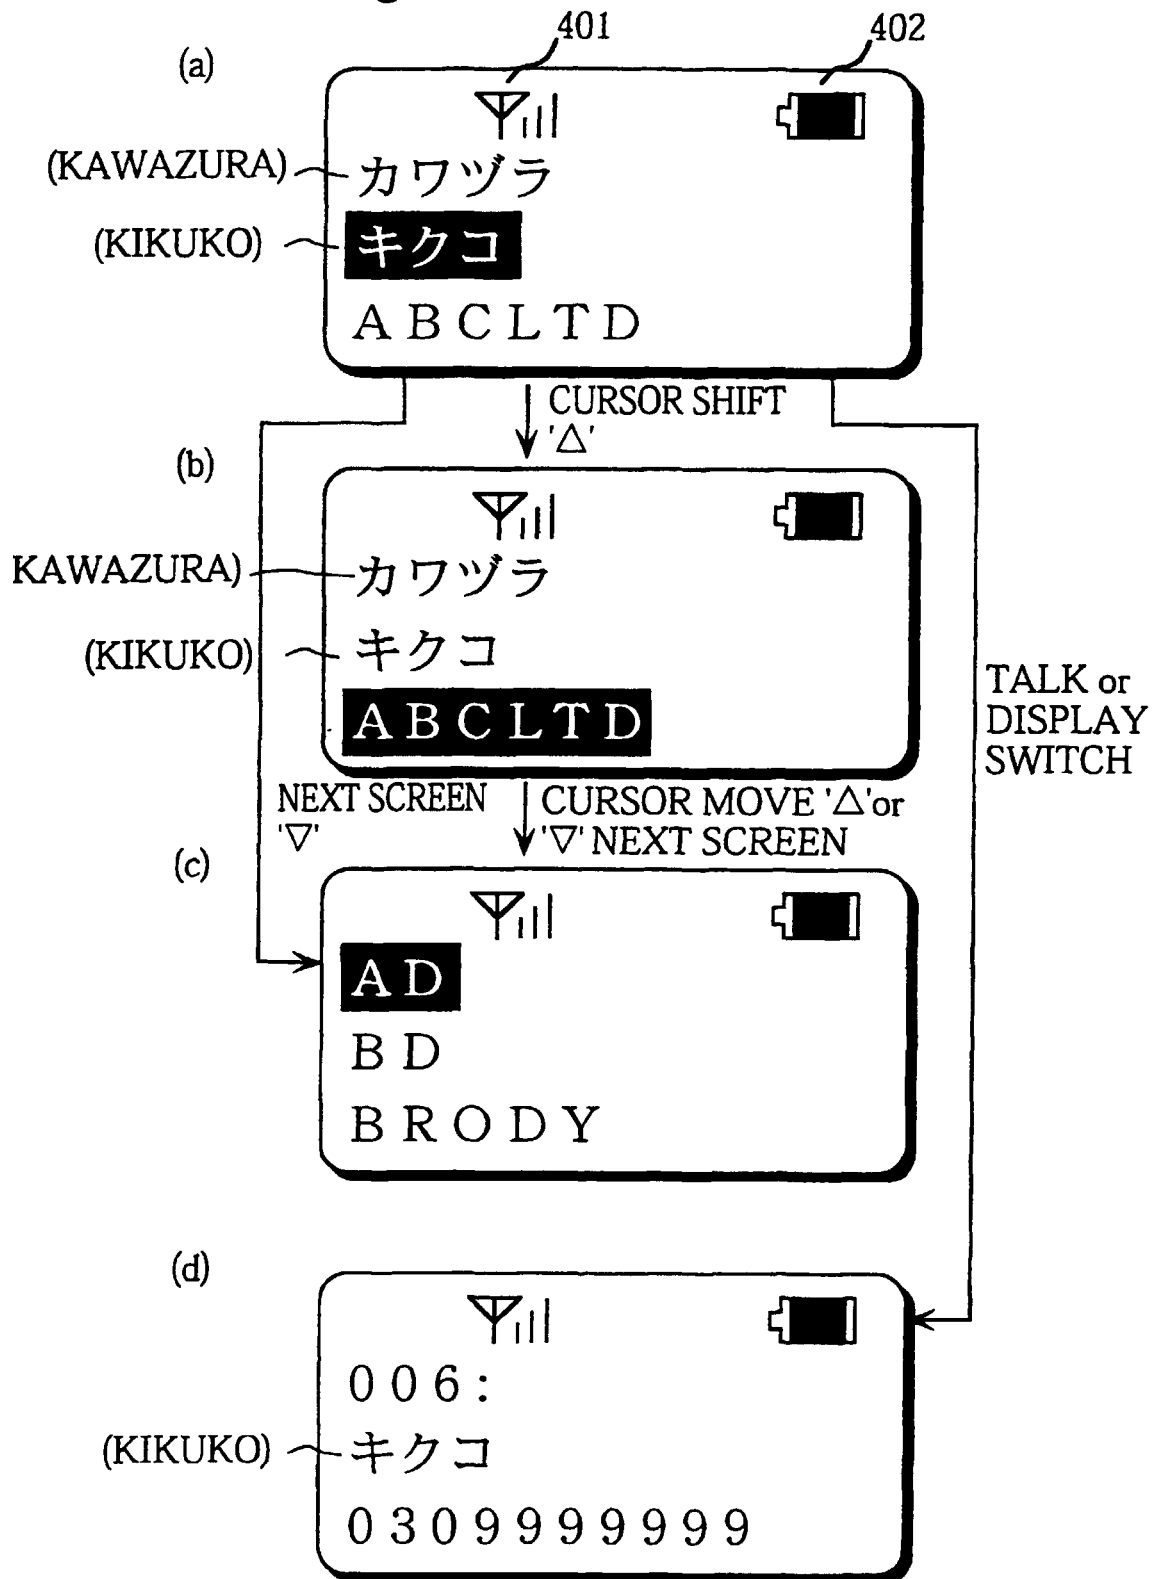 401
402
(a)
(KAWAZURA) カワヅラ
(KIKUKO) キクコ
ABCLTD
CURSOR SHIFT
'△'
(b)
KAWAZURA) カワヅラ
(KIKUKO) キクコ
ABCLTD
TALK or
DISPLAY
SWITCH
NEXT SCREEN
'▽'
CURSOR MOVE '△'or
'▽' NEXT SCREEN
(c)
AD
BD
BRODY
(d)
006:
(KIKUKO) キクコ
0309999999